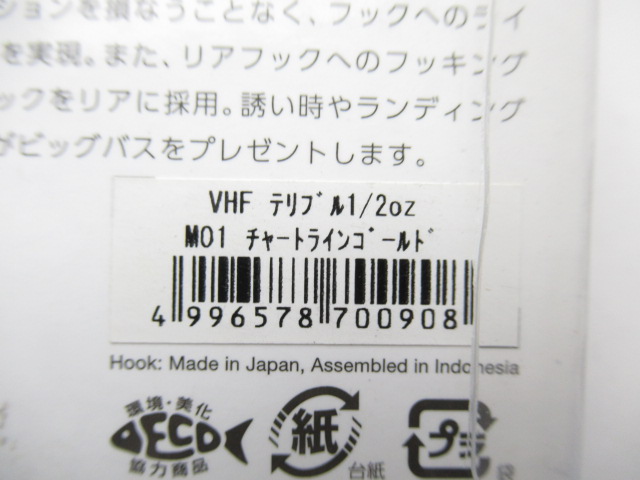 ションを損なうことなく、フックへのライ
を実現。また、リアフックへのフッキング
ックをリアに採用。誘い時やランディング
がビッグバスをプレゼントします。
VHF ﾃﾘﾌﾞﾙ1/2oz
M01 ﾁｬｰﾄﾗｲﾝｺﾞｰﾙﾄﾞ
4 996578 700908
Hook: Made in Japan, Assembled in Indonesia
環境・美化
ECO
協力商品
紙
台紙
プラ
袋